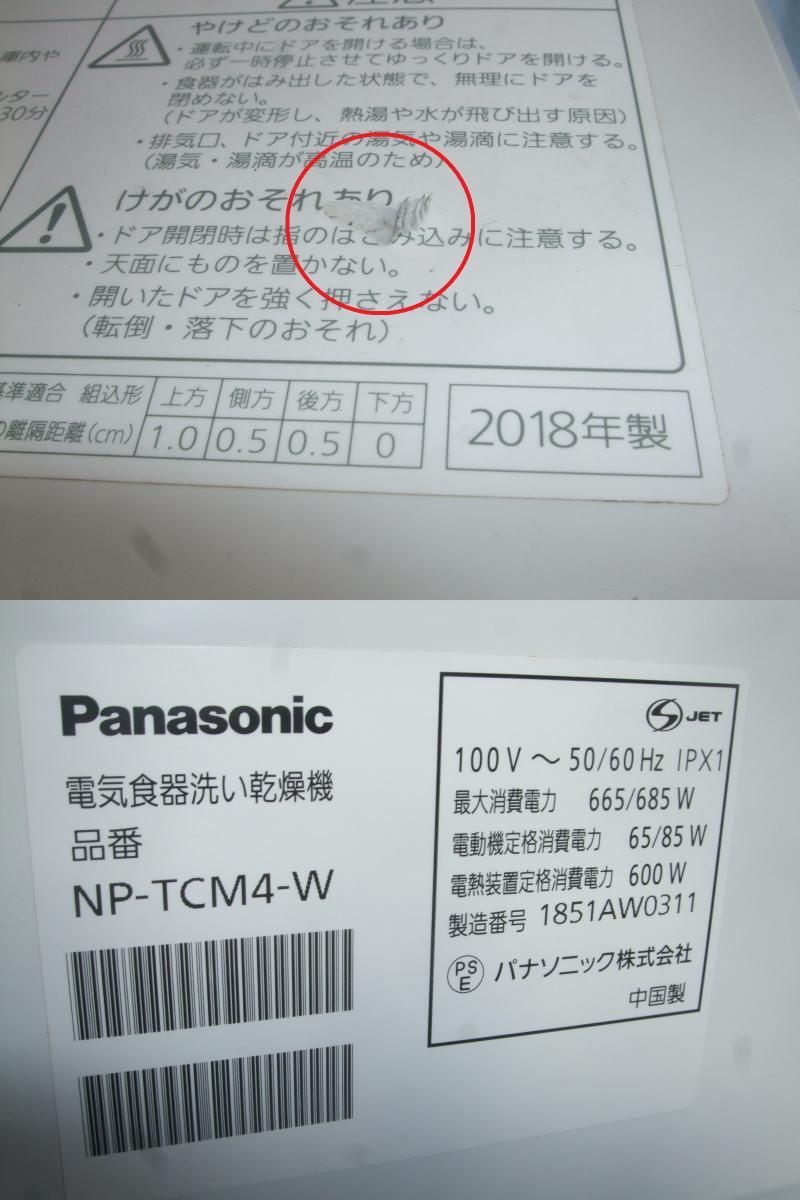 注意
庫内や
ルター
30分
やけどのおそれあり
・運転中にドアを開ける場合は、
必ず一時停止させてゆっくりドアを開ける。
・食器がはみ出した状態で、無理にドアを
閉めない。
(ドアが変形し、熱湯や水が飛び出す原因)
・排気口、ドア付近の湯気や湯滴に注意する。
(湯気・湯滴が高温のため)
けがのおそれあり
・ドア開閉時は指のはさみ込みに注意する。
・天面にものを置かない。
・開いたドアを強く押さえない。
(転倒・落下のおそれ)
基準適合 組込形 上方 側方 後方 下方
の離隔距離(cm) 1.0 0.5 0.5 0
2018年製
Panasonic
電気食器洗い乾燥機
品番
NP-TCM4-W
JET
100V～50/60Hz IPX1
最大消費電力 665/685W
電動機定格消費電力 65/85W
電熱装置定格消費電力 600W
製造番号 1851AW0311
PSE パナソニック株式会社
中国製